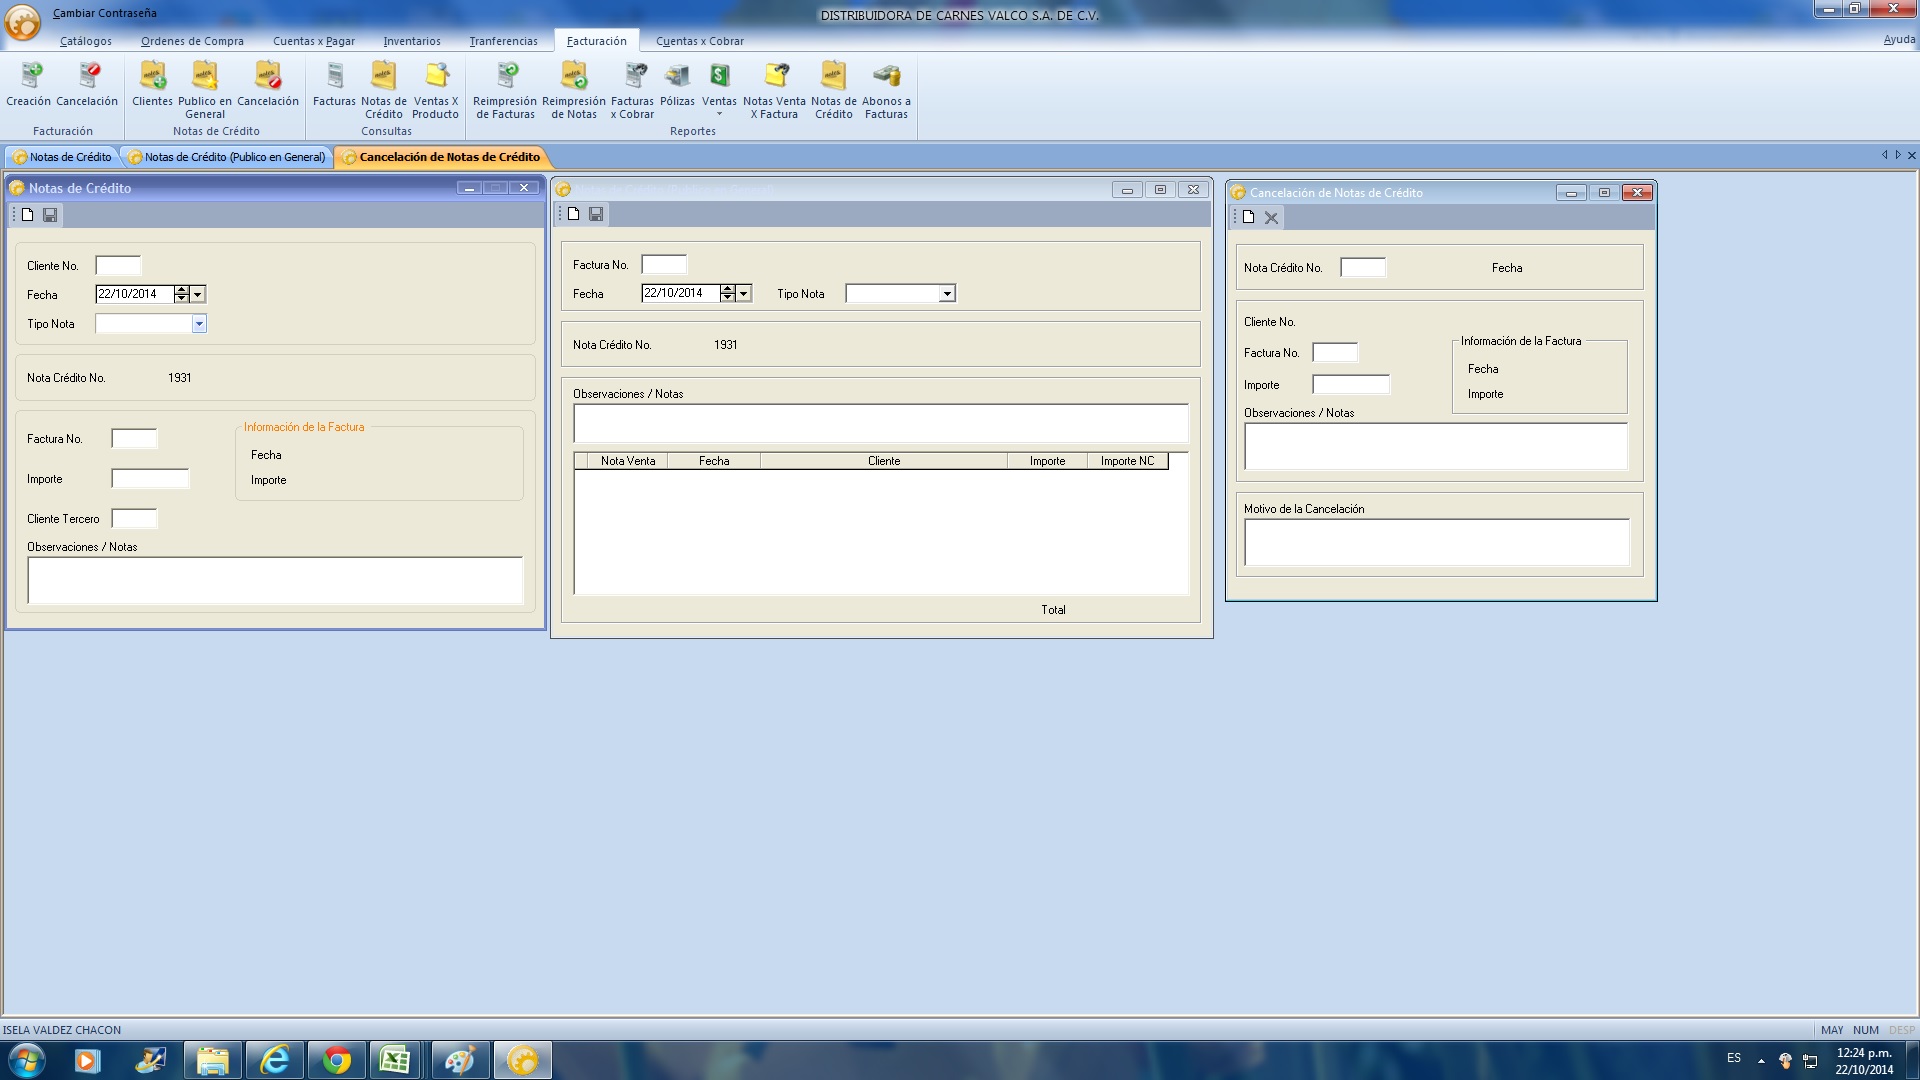 Cambiar Contraseña
DISTRIBUIDORA DE CARNES VALCO S.A. DE C.V.
Catálogos Ordenes de Compra Cuentas x Pagar Inventarios Tranferencias Facturación Cuentas x Cobrar Ayuda
Creación Cancelación Clientes Publico en General Cancelación Facturas Notas de Crédito Ventas X Producto Reimpresión de Facturas Reimpresión de Notas Facturas x Cobrar Pólizas Ventas Notas Venta X Factura Notas de Crédito Abonos a Facturas
Facturación Notas de Crédito Consultas Reportes
Notas de Crédito Notas de Crédito (Publico en General) Cancelación de Notas de Crédito
Notas de Crédito
Cliente No.
Fecha 22/10/2014
Tipo Nota
Nota Crédito No. 1931
Factura No.
Información de la Factura
Fecha
Importe
Importe
Cliente Tercero
Observaciones / Notas
Factura No.
Fecha 22/10/2014 Tipo Nota
Nota Crédito No. 1931
Observaciones / Notas
Nota Venta Fecha Cliente Importe Importe NC
Total
Cancelación de Notas de Crédito
Nota Crédito No. Fecha
Cliente No.
Factura No.
Información de la Factura
Fecha
Importe
Importe
Observaciones / Notas
Motivo de la Cancelación
ISELA VALDEZ CHACON
MAY NUM DESP
ES
12:24 p.m.
22/10/2014